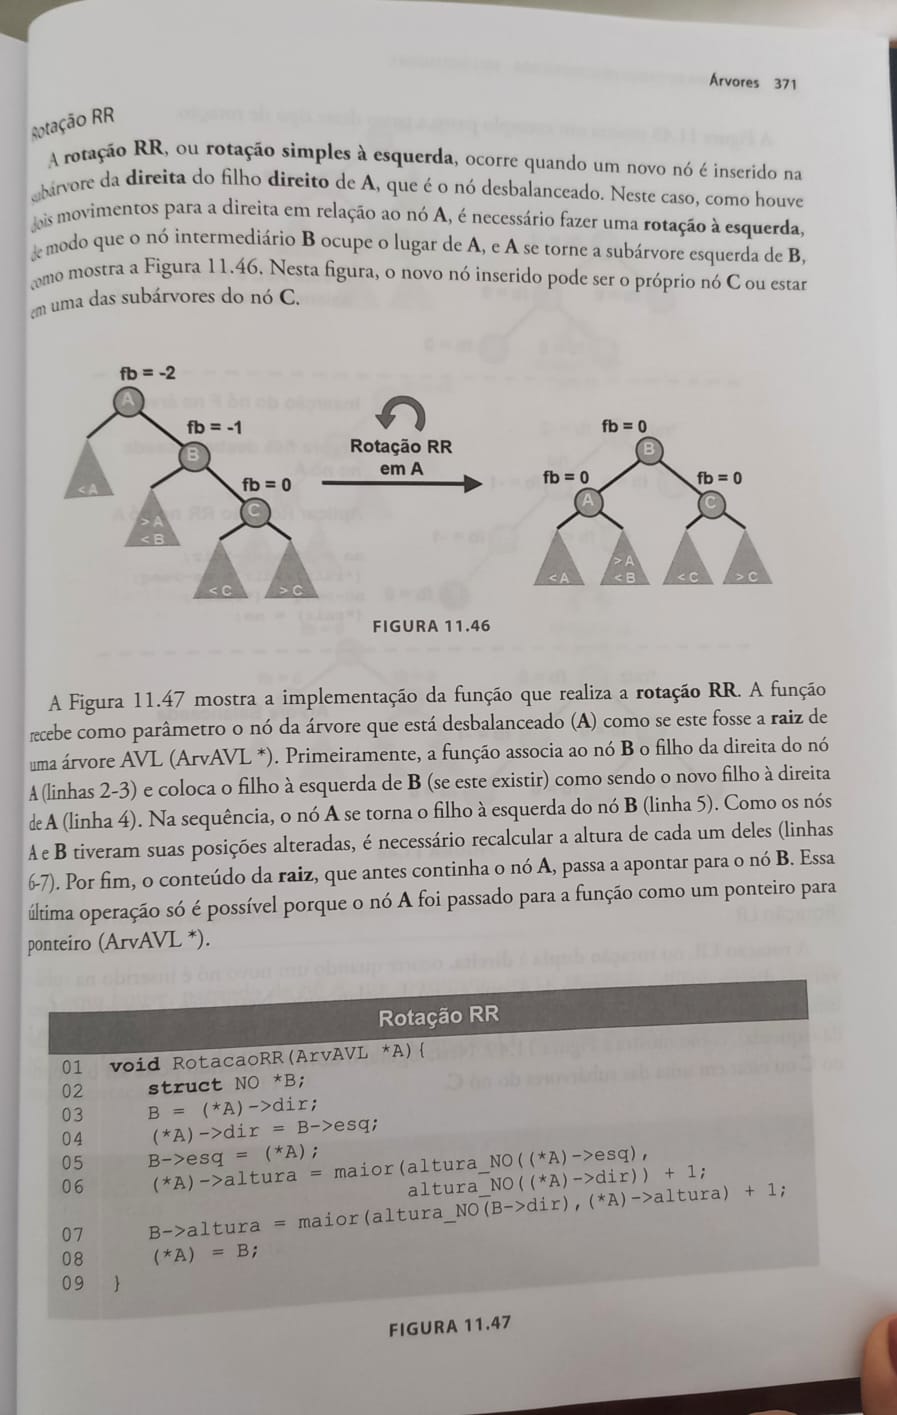 Árvores 371
Rotação RR
A rotação RR, ou rotação simples à esquerda, ocorre quando um novo nó é inserido na
subárvore da direita do filho direito de A, que é o nó desbalanceado. Neste caso, como houve
dois movimentos para a direita em relação ao nó A, é necessário fazer uma rotação à esquerda,
de modo que o nó intermediário B ocupe o lugar de A, e A se torne a subárvore esquerda de B,
como mostra a Figura 11.46. Nesta figura, o novo nó inserido pode ser o próprio nó C ou estar
em uma das subárvores do nó C.
fb = -2
A
fb = -1
B
fb = 0
C
< A
> A
< B
< C
> C
Rotação RR
em A
fb = 0
B
fb = 0
A
fb = 0
C
< A
> A
< B
< C
> C
FIGURA 11.46
A Figura 11.47 mostra a implementação da função que realiza a rotação RR. A função
recebe como parâmetro o nó da árvore que está desbalanceado (A) como se este fosse a raiz de
uma árvore AVL (ArvAVL *). Primeiramente, a função associa ao nó B o filho da direita do nó
A (linhas 2-3) e coloca o filho à esquerda de B (se este existir) como sendo o novo filho à direita
de A (linha 4). Na sequência, o nó A se torna o filho à esquerda do nó B (linha 5). Como os nós
A e B tiveram suas posições alteradas, é necessário recalcular a altura de cada um deles (linhas
6-7). Por fim, o conteúdo da raiz, que antes continha o nó A, passa a apontar para o nó B. Essa
última operação só é possível porque o nó A foi passado para a função como um ponteiro para
ponteiro (ArvAVL *).
Rotação RR
01 void RotacaoRR(ArvAVL *A){
02 struct NO *B;
03 B = (*A)->dir;
04 (*A)->dir = B->esq;
05 B->esq = (*A);
06 (*A)->altura = maior(altura_NO((*A)->esq),
altura_NO((*A)->dir)) + 1;
07 B->altura = maior(altura_NO(B->dir),(*A)->altura) + 1;
08 (*A) = B;
09 }
FIGURA 11.47